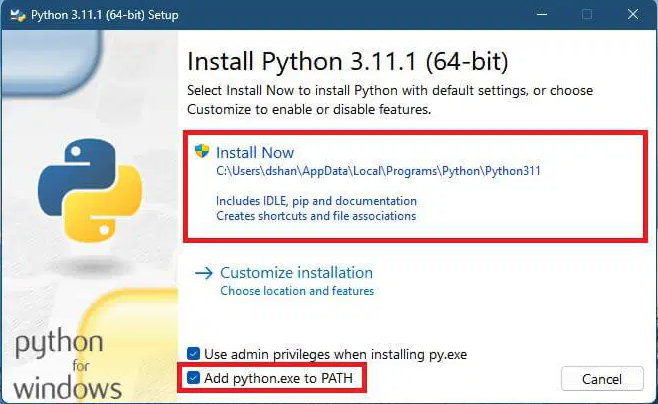 Python 3.11.1 (64-bit) Setup
Install Python 3.11.1 (64-bit)
Select Install Now to install Python with default settings, or choose
Customize to enable or disable features.
Install Now
C:\Users\dshan\AppData\Local\Programs\Python\Python311
Includes IDLE, pip and documentation
Creates shortcuts and file associations
Customize installation
Choose location and features
python
for
windows
Use admin privileges when installing py.exe
Add python.exe to PATH
Cancel